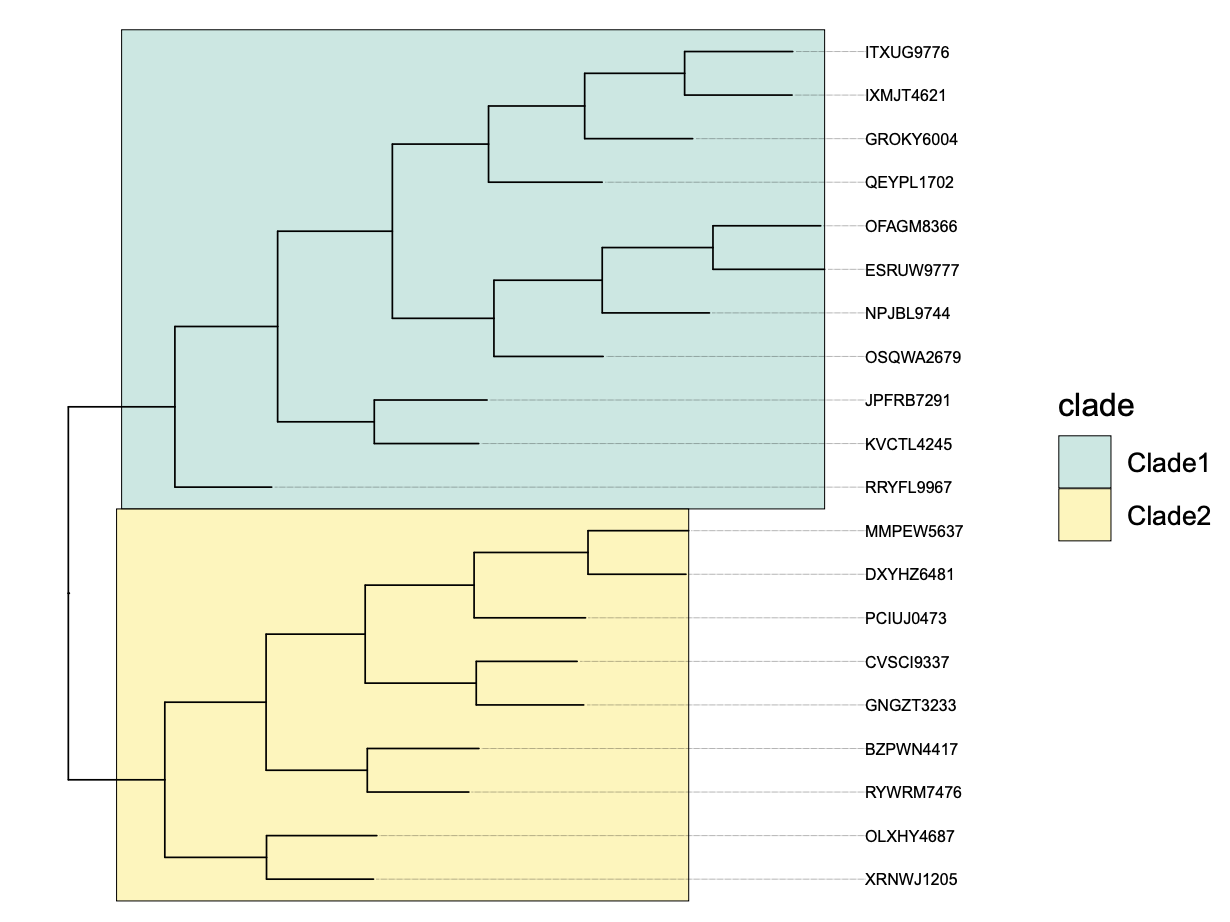 ITXUG9776
IXMJT4621
GROKY6004
QEYPL1702
OFAGM8366
ESRUW9777
NPJBL9744
OSQWA2679
JPFRB7291
KVCTL4245
RRYFL9967
MMPEW5637
DXYHZ6481
PCIUJ0473
CVSCI9337
GNGZT3233
BZPWN4417
RYWRM7476
OLXHY4687
XRNWJ1205
clade
Clade1
Clade2